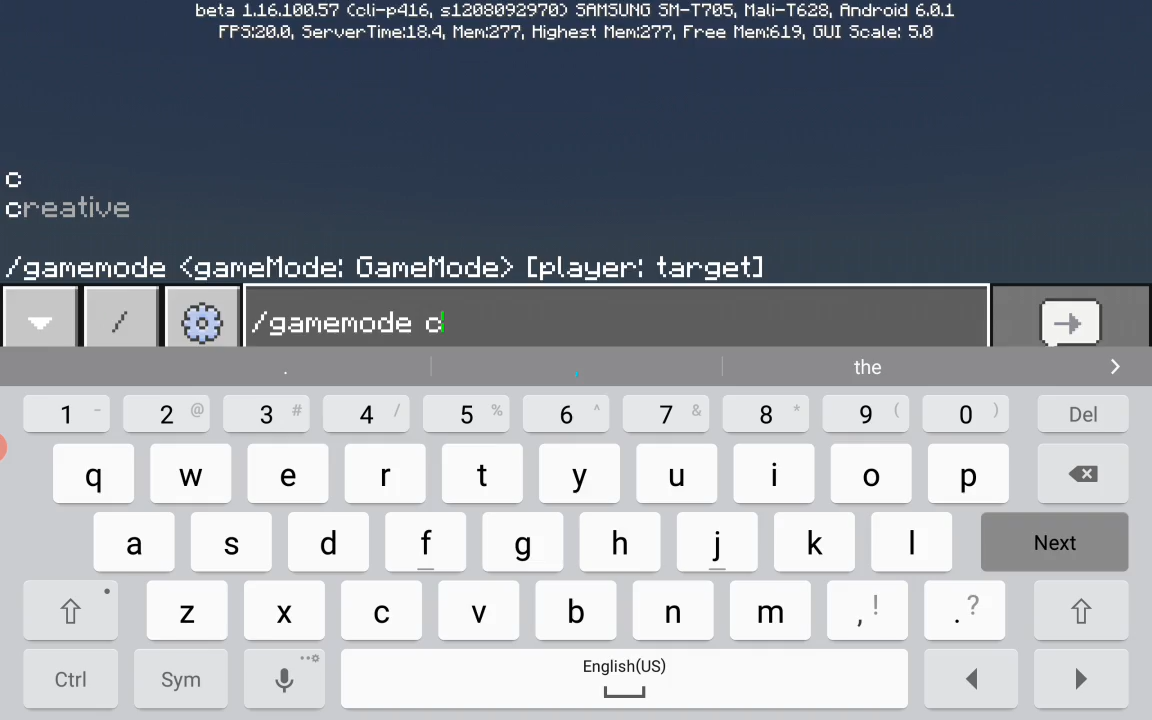 beta 1.16.100.57 (cli-p416, s1208092970) SAMSUNG SM-T705, Mali-T628, Android 6.0.1
FPS:20.0, ServerTime:18.4, Mem:277, Highest Mem:277, Free Mem:619, GUI Scale: 5.0
c
creative
/gamemode <gameMode: GameMode> [player: target]
/ /gamemode c
. , the >
1 - 2 @ 3 # 4 / 5 % 6 ^ 7 & 8 * 9 ( 0 ) Del
q w e r t y u i o p
a s d f g h j k l Next
z x c v b n m , ! . ?
Ctrl Sym English(US)